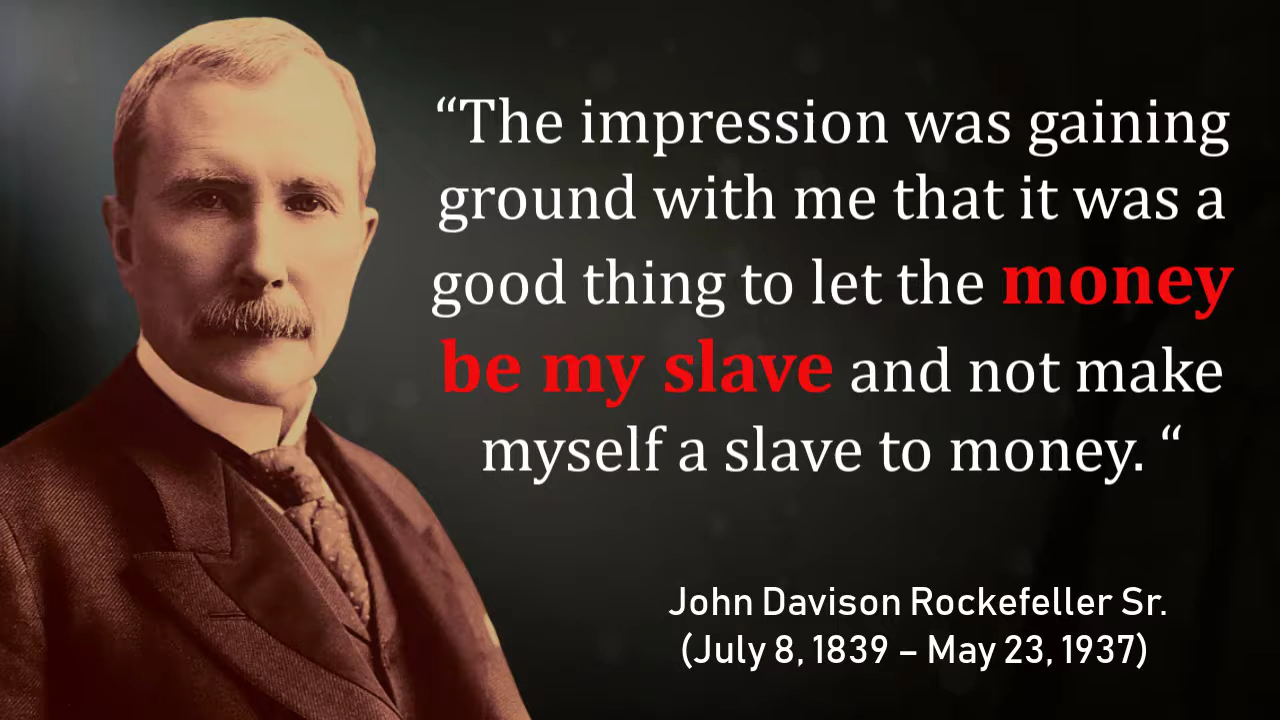 “The impression was gaining
ground with me that it was a
good thing to let the money
be my slave and not make
myself a slave to money. “
John Davison Rockefeller Sr.
(July 8, 1839 – May 23, 1937)